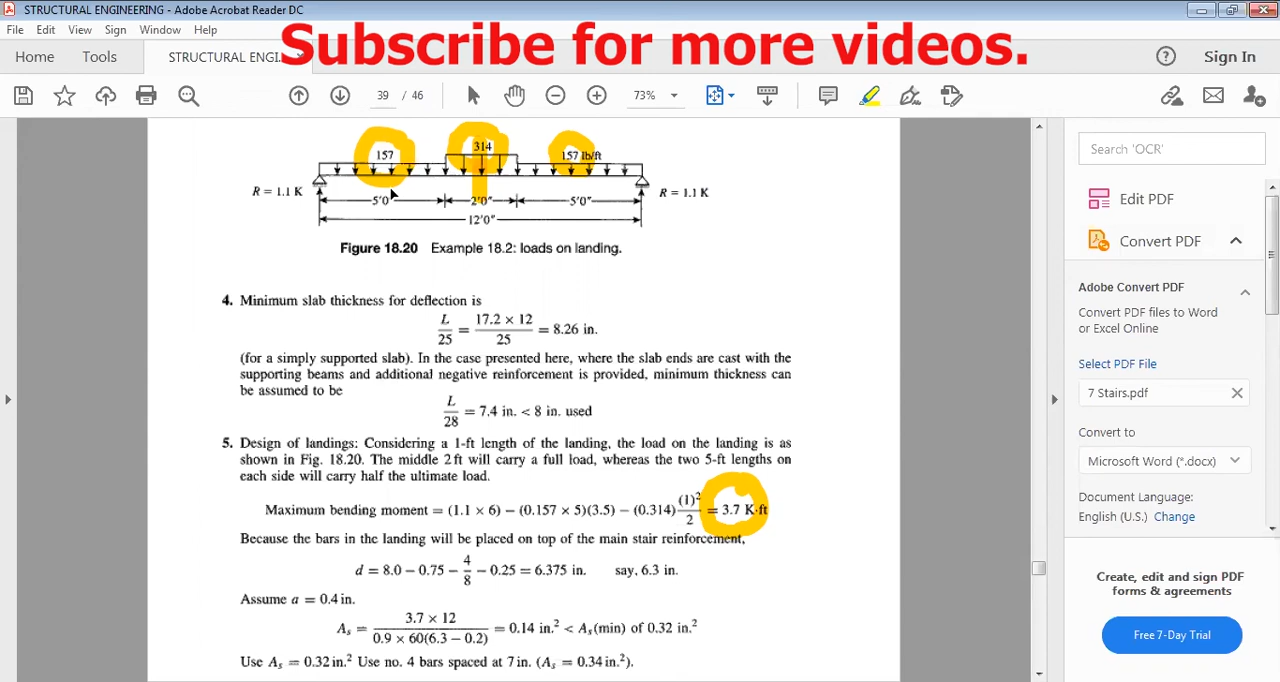 STRUCTURAL ENGINEERING - Adobe Acrobat Reader DC
File Edit View Sign Window Help
Subscribe for more videos.
Home Tools STRUCTURAL ENG Sign In
39 / 46 73%
157 314 157 lb/ft
R = 1.1 K R = 1.1 K
5'0" 2'0" 5'0"
12'0"
Figure 18.20 Example 18.2: loads on landing.
4. Minimum slab thickness for deflection is
L/25 = 17.2 × 12/25 = 8.26 in.
(for a simply supported slab). In the case presented here, where the slab ends are cast with the
supporting beams and additional negative reinforcement is provided, minimum thickness can
be assumed to be
L/28 = 7.4 in. < 8 in. used
5. Design of landings: Considering a 1-ft length of the landing, the load on the landing is as
shown in Fig. 18.20. The middle 2 ft will carry a full load, whereas the two 5-ft lengths on
each side will carry half the ultimate load.
Maximum bending moment = (1.1 × 6) − (0.157 × 5)(3.5) − (0.314) (1)²/2 = 3.7 K·ft
Because the bars in the landing will be placed on top of the main stair reinforcement,
d = 8.0 − 0.75 − 4/8 − 0.25 = 6.375 in. say, 6.3 in.
Assume a = 0.4 in.
As = 3.7 × 12/0.9 × 60(6.3 − 0.2) = 0.14 in.² < As(min) of 0.32 in.²
Use As = 0.32 in.² Use no. 4 bars spaced at 7 in. (As = 0.34 in.²).
Search 'OCR'
Edit PDF
Convert PDF
Adobe Convert PDF
Convert PDF files to Word
or Excel Online
Select PDF File
7 Stairs.pdf
Convert to
Microsoft Word (*.docx)
Document Language:
English (U.S.) Change
Create, edit and sign PDF
forms & agreements
Free 7-Day Trial